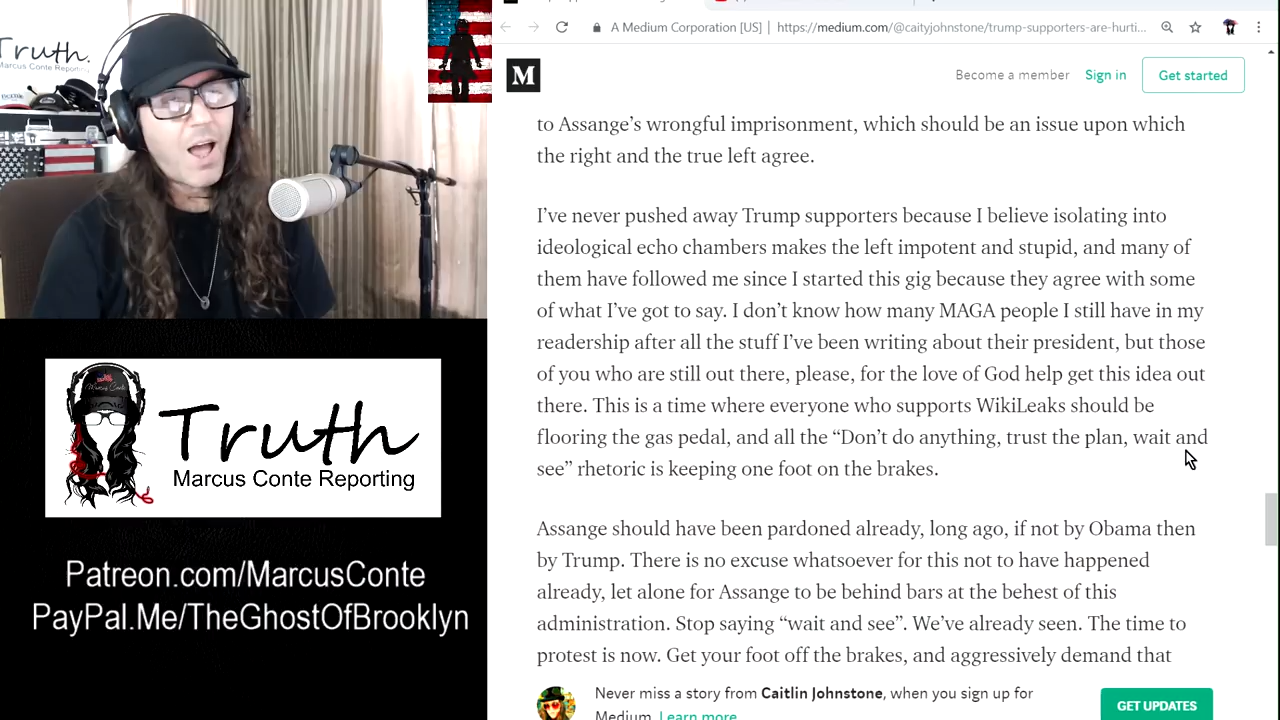 Truth.
Marcus Conte Reporting
A Medium Corporation [US]
https://medium.com/@caityjohnstone/trump-supporters-are-hurti...
M
Become a member
Sign in
Get started
to Assange's wrongful imprisonment, which should be an issue upon which
the right and the true left agree.
I've never pushed away Trump supporters because I believe isolating into
ideological echo chambers makes the left impotent and stupid, and many of
them have followed me since I started this gig because they agree with some
of what I've got to say. I don't know how many MAGA people I still have in my
readership after all the stuff I've been writing about their president, but those
of you who are still out there, please, for the love of God help get this idea out
there. This is a time where everyone who supports WikiLeaks should be
flooring the gas pedal, and all the “Don't do anything, trust the plan, wait and
see” rhetoric is keeping one foot on the brakes.
Assange should have been pardoned already, long ago, if not by Obama then
by Trump. There is no excuse whatsoever for this not to have happened
already, let alone for Assange to be behind bars at the behest of this
administration. Stop saying “wait and see”. We've already seen. The time to
protest is now. Get your foot off the brakes, and aggressively demand that
Never miss a story from Caitlin Johnstone, when you sign up for
Medium. Learn more
GET UPDATES
Truth
Marcus Conte Reporting
Patreon.com/MarcusConte
PayPal.Me/TheGhostOfBrooklyn